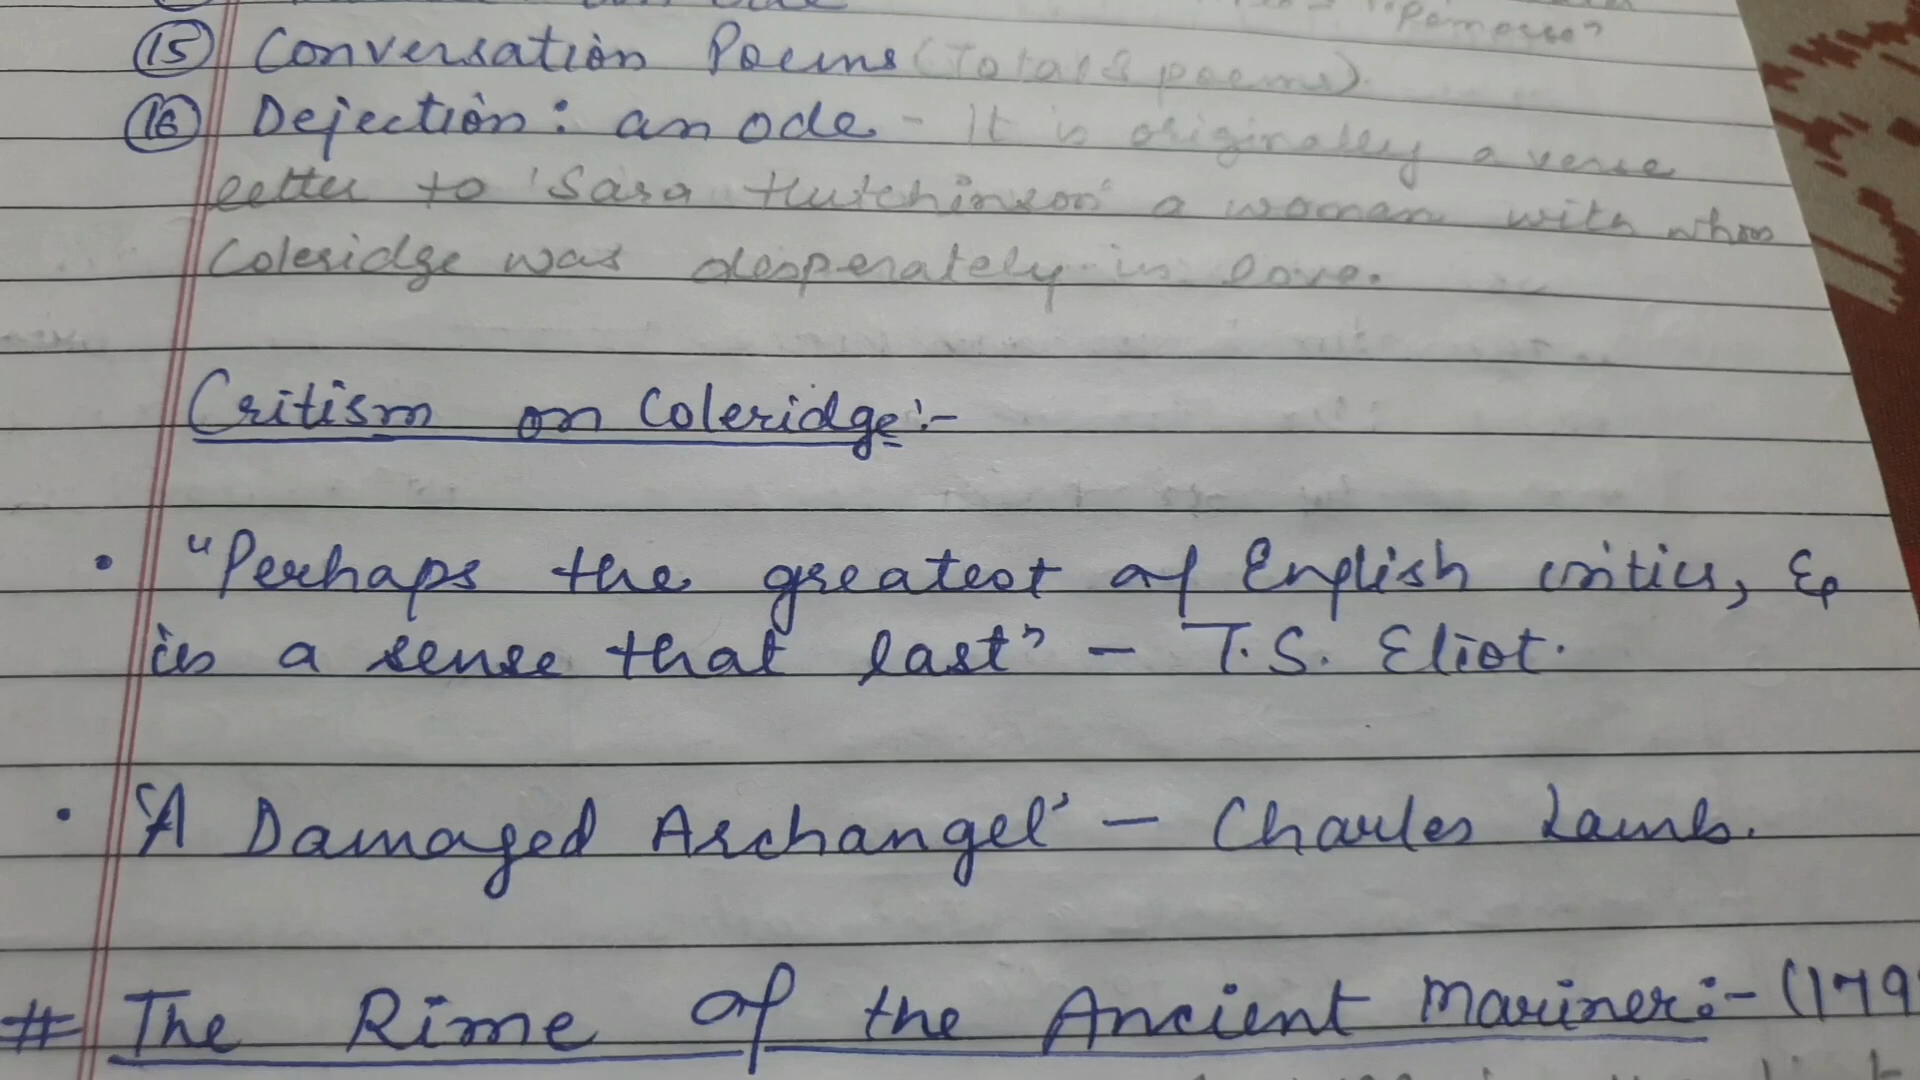 "Pamasso"
(15) Conversation Poems (Total 8 poems).
(16) Dejection: an ode - It is originally a verse
letter to 'Sara Hutchinson' a woman with whom
Coleridge was desperately in love.
Critism on Coleridge:-
• "Perhaps the greatest of English critics, &
in a sense that last" - T.S. Eliot.
• 'A Damaged Archangel' - Charles Lamb.
# The Rime of the Ancient Mariner:- (179